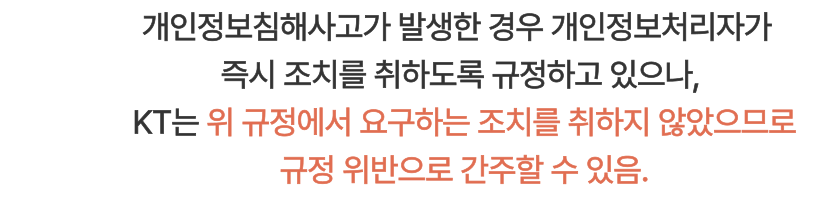 개인정보침해사고가 발생한 경우 개인정보처리자가
즉시 조치를 취하도록 규정하고 있으나,
KT는 위 규정에서 요구하는 조치를 취하지 않았으므로
규정 위반으로 간주할 수 있음.